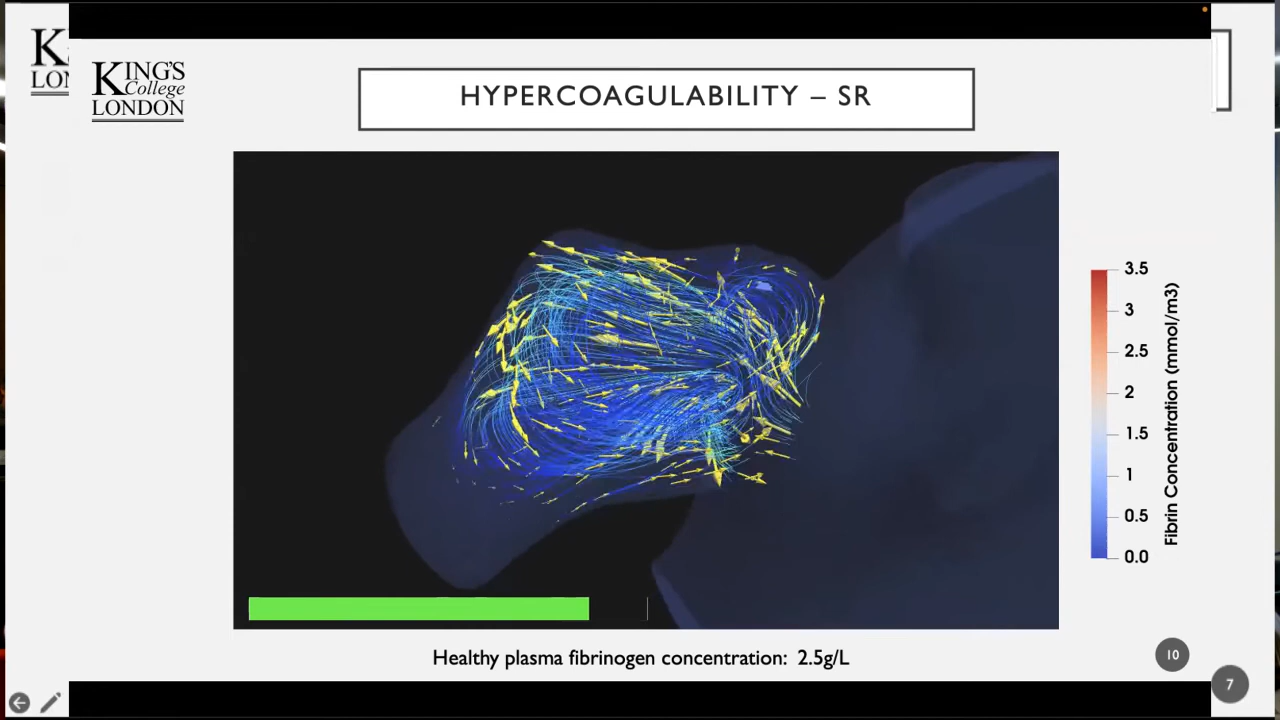 K
LON
KING'S
College
LONDON
HYPERCOAGULABILITY – SR
3.5
3
2.5
2
1.5
1
0.5
0.0
Fibrin Concentration (mmol/m3)
Healthy plasma fibrinogen concentration: 2.5g/L
10
7